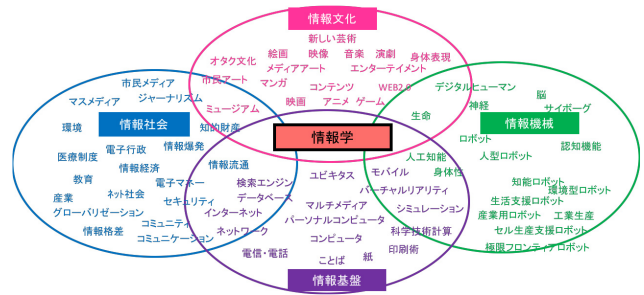 情報文化
新しい芸術
オタク文化
絵画 映像 音楽 演劇 身体表現
メディアアート エンターテイメント
市民アート マンガ コンテンツ WEB2.0
映画 アニメ ゲーム
ミュージアム
知的財産
生命
市民メディア
マスメディア ジャーナリズム
環境
情報社会
情報爆発
医療制度 電子行政
情報経済
情報流通
教育
ネット社会 電子マネー
産業
セキュリティ
グローバリゼーション
コミュニティ
情報格差
コミュニケーション
情報学
デジタルヒューマン 脳
神経 サイボーグ
情報機械
ロボット
認知機能
人工知能 人型ロボット
身体性
知能ロボット
環境型ロボット
生活支援ロボット
産業用ロボット 工業生産
セル生産支援ロボット
極限フロンティアロボット
ユビキタス モバイル
検索エンジン バーチャルリアリティ
データベース
マルチメディア シミュレーション
インターネット
パーソナルコンピュータ
ネットワーク 科学技術計算
コンピュータ
電信・電話 印刷術
ことば 紙
情報基盤